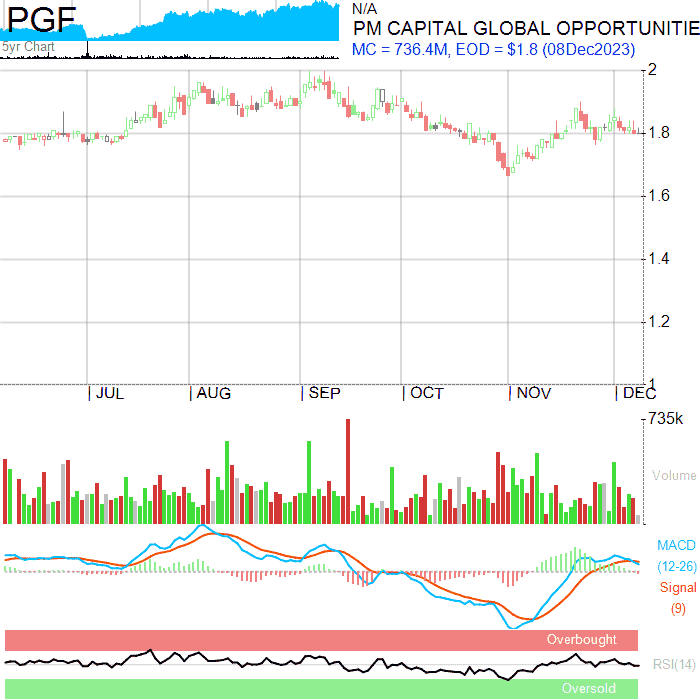 PGF
5yr Chart
N/A
PM CAPITAL GLOBAL OPPORTUNITIE
MC = 736.4M, EOD = $1.8 (08Dec2023)
2
1.8
1.6
1.4
1.2
1
JUL AUG SEP OCT NOV DEC
735k
Volume
MACD
(12-26)
Signal
(9)
Overbought
RSI(14)
Oversold